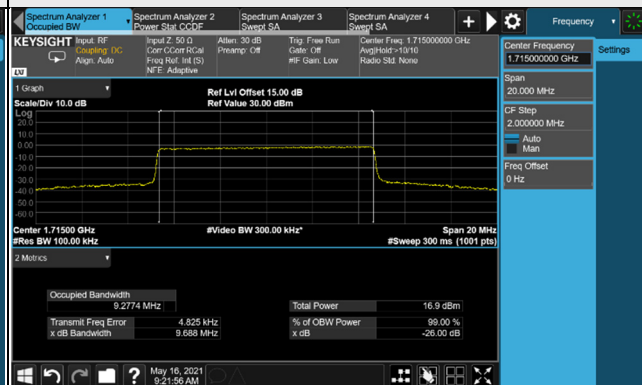 Spectrum Analyzer 1
Occupied BW
Spectrum Analyzer 2
Power Stat CCDF
Spectrum Analyzer 3
Swept SA
Spectrum Analyzer 4
Swept SA
+
Frequency
KEYSIGHT
Input: RF
Coupling: DC
Align: Auto
Input Z: 50 Ω
Corr CCorr RCal
Freq Ref: Int (S)
NFE: Adaptive
Atten: 30 dB
Preamp: Off
Trig: Free Run
Gate: Off
#IF Gain: Low
Center Freq: 1.715000000 GHz
Avg|Hold:>10/10
Radio Std: None
LXI
Center Frequency
1.715000000 GHz
Settings
Span
20.000 MHz
CF Step
2.000000 MHz
Auto
Man
Freq Offset
0 Hz
1 Graph
Scale/Div 10.0 dB
Ref Lvl Offset 15.00 dB
Ref Value 30.00 dBm
Log
20.0
10.0
0.00
-10.0
-20.0
-30.0
-40.0
-50.0
-60.0
Center 1.71500 GHz
#Res BW 100.00 kHz
#Video BW 300.00 kHz*
Span 20 MHz
#Sweep 300 ms (1001 pts)
2 Metrics
Occupied Bandwidth
9.2774 MHz
Total Power
16.9 dBm
Transmit Freq Error
4.825 kHz
% of OBW Power
99.00 %
x dB Bandwidth
9.688 MHz
x dB
-26.00 dB
?
May 16, 2021
9:21:56 AM